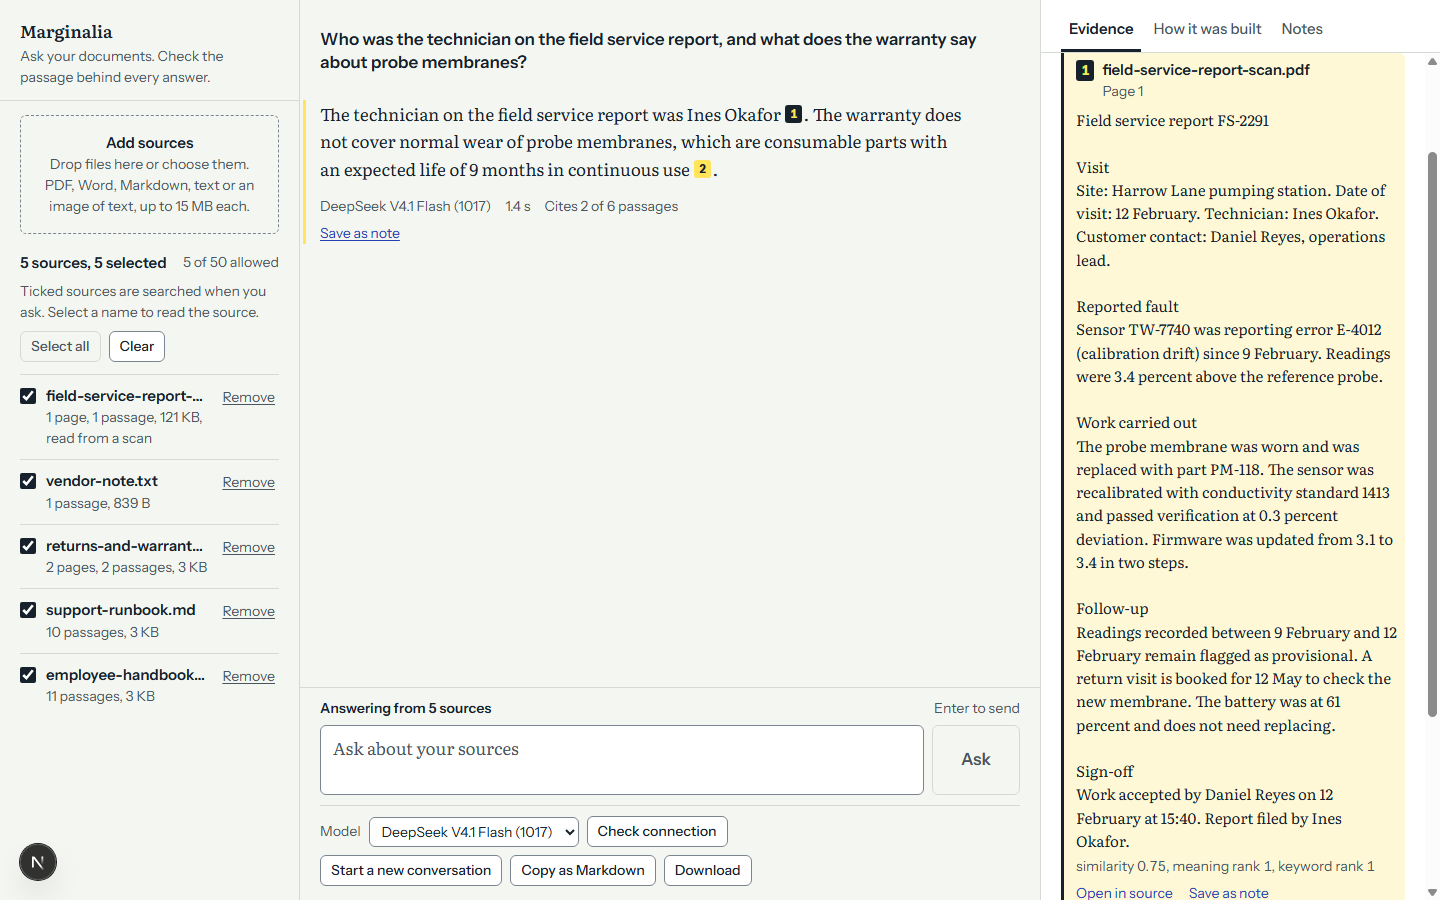 Marginalia
Ask your documents. Check the
passage behind every answer.
Add sources
Drop files here or choose them.
PDF, Word, Markdown, text or an
image of text, up to 15 MB each.
5 sources, 5 selected 5 of 50 allowed
Ticked sources are searched when you
ask. Select a name to read the source.
Select all Clear
field-service-report-... Remove
1 page, 1 passage, 121 KB,
read from a scan
vendor-note.txt Remove
1 passage, 839 B
returns-and-warrant... Remove
2 pages, 2 passages, 3 KB
support-runbook.md Remove
10 passages, 3 KB
employee-handbook... Remove
11 passages, 3 KB
N
Who was the technician on the field service report, and what does the warranty say
about probe membranes?
The technician on the field service report was Ines Okafor 1. The warranty does
not cover normal wear of probe membranes, which are consumable parts with
an expected life of 9 months in continuous use 2.
DeepSeek V4.1 Flash (1017) 1.4 s Cites 2 of 6 passages
Save as note
Answering from 5 sources Enter to send
Ask about your sources
Ask
Model DeepSeek V4.1 Flash (1017) Check connection
Start a new conversation Copy as Markdown Download
Evidence How it was built Notes
1 field-service-report-scan.pdf
Page 1
Field service report FS-2291
Visit
Site: Harrow Lane pumping station. Date of
visit: 12 February. Technician: Ines Okafor.
Customer contact: Daniel Reyes, operations
lead.
Reported fault
Sensor TW-7740 was reporting error E-4012
(calibration drift) since 9 February. Readings
were 3.4 percent above the reference probe.
Work carried out
The probe membrane was worn and was
replaced with part PM-118. The sensor was
recalibrated with conductivity standard 1413
and passed verification at 0.3 percent
deviation. Firmware was updated from 3.1 to
3.4 in two steps.
Follow-up
Readings recorded between 9 February and 12
February remain flagged as provisional. A
return visit is booked for 12 May to check the
new membrane. The battery was at 61
percent and does not need replacing.
Sign-off
Work accepted by Daniel Reyes on 12
February at 15:40. Report filed by Ines
Okafor.
similarity 0.75, meaning rank 1, keyword rank 1
Open in source Save as note